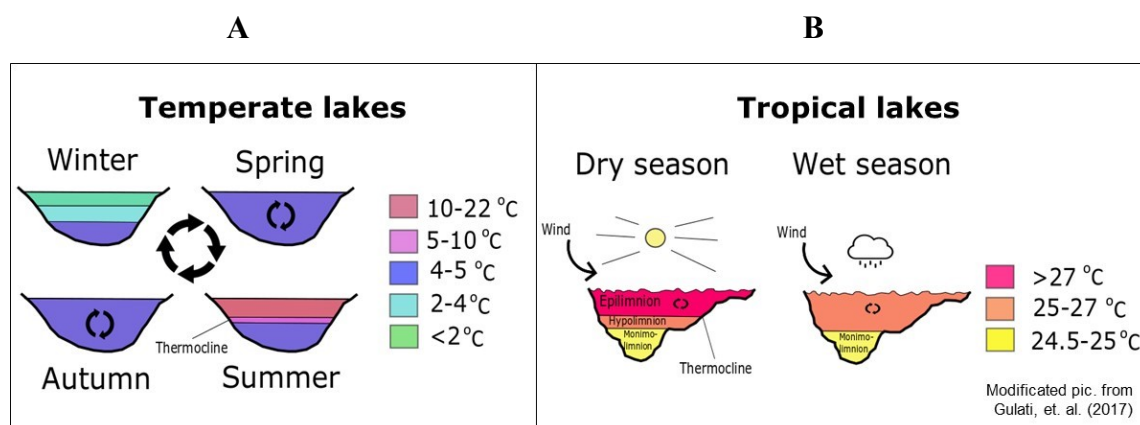 A
B
Temperate lakes
Winter
Spring
Autumn
Summer
Thermocline
10-22 °C
5-10 °C
4-5 °C
2-4°C
<2°C
Tropical lakes
Dry season
Wet season
Wind
Epilimnion
Hypolimnion
Monimo-
limnion
Thermocline
Wind
Monimo-
limnion
>27 °C
25-27 °C
24.5-25°C
Modificated pic. from
Gulati, et. al. (2017)